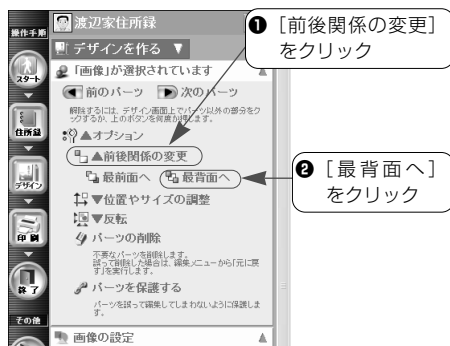 操作手順
スタート
住所録
デザイン
印刷
終了
その他
渡辺家住所録
デザインを作る ▼
「画像」が選択されています ▲
前のパーツ 次のパーツ
解除するには、デザイン画面上でパーツ以外の部分をク
ックするか、上のボタンを何度か押します。
▲オプション
▲前後関係の変更
最前面へ 最背面へ
▼位置やサイズの調整
▼反転
パーツの削除
不要なパーツを削除します。
誤って削除した場合は、編集メニューから「元に戻
す」を実行します。
パーツを保護する
パーツを誤って編集してしまわないように保護しま
す。
画像の設定 ▲
❶ [前後関係の変更]
をクリック
❷ [最背面へ]
をクリック